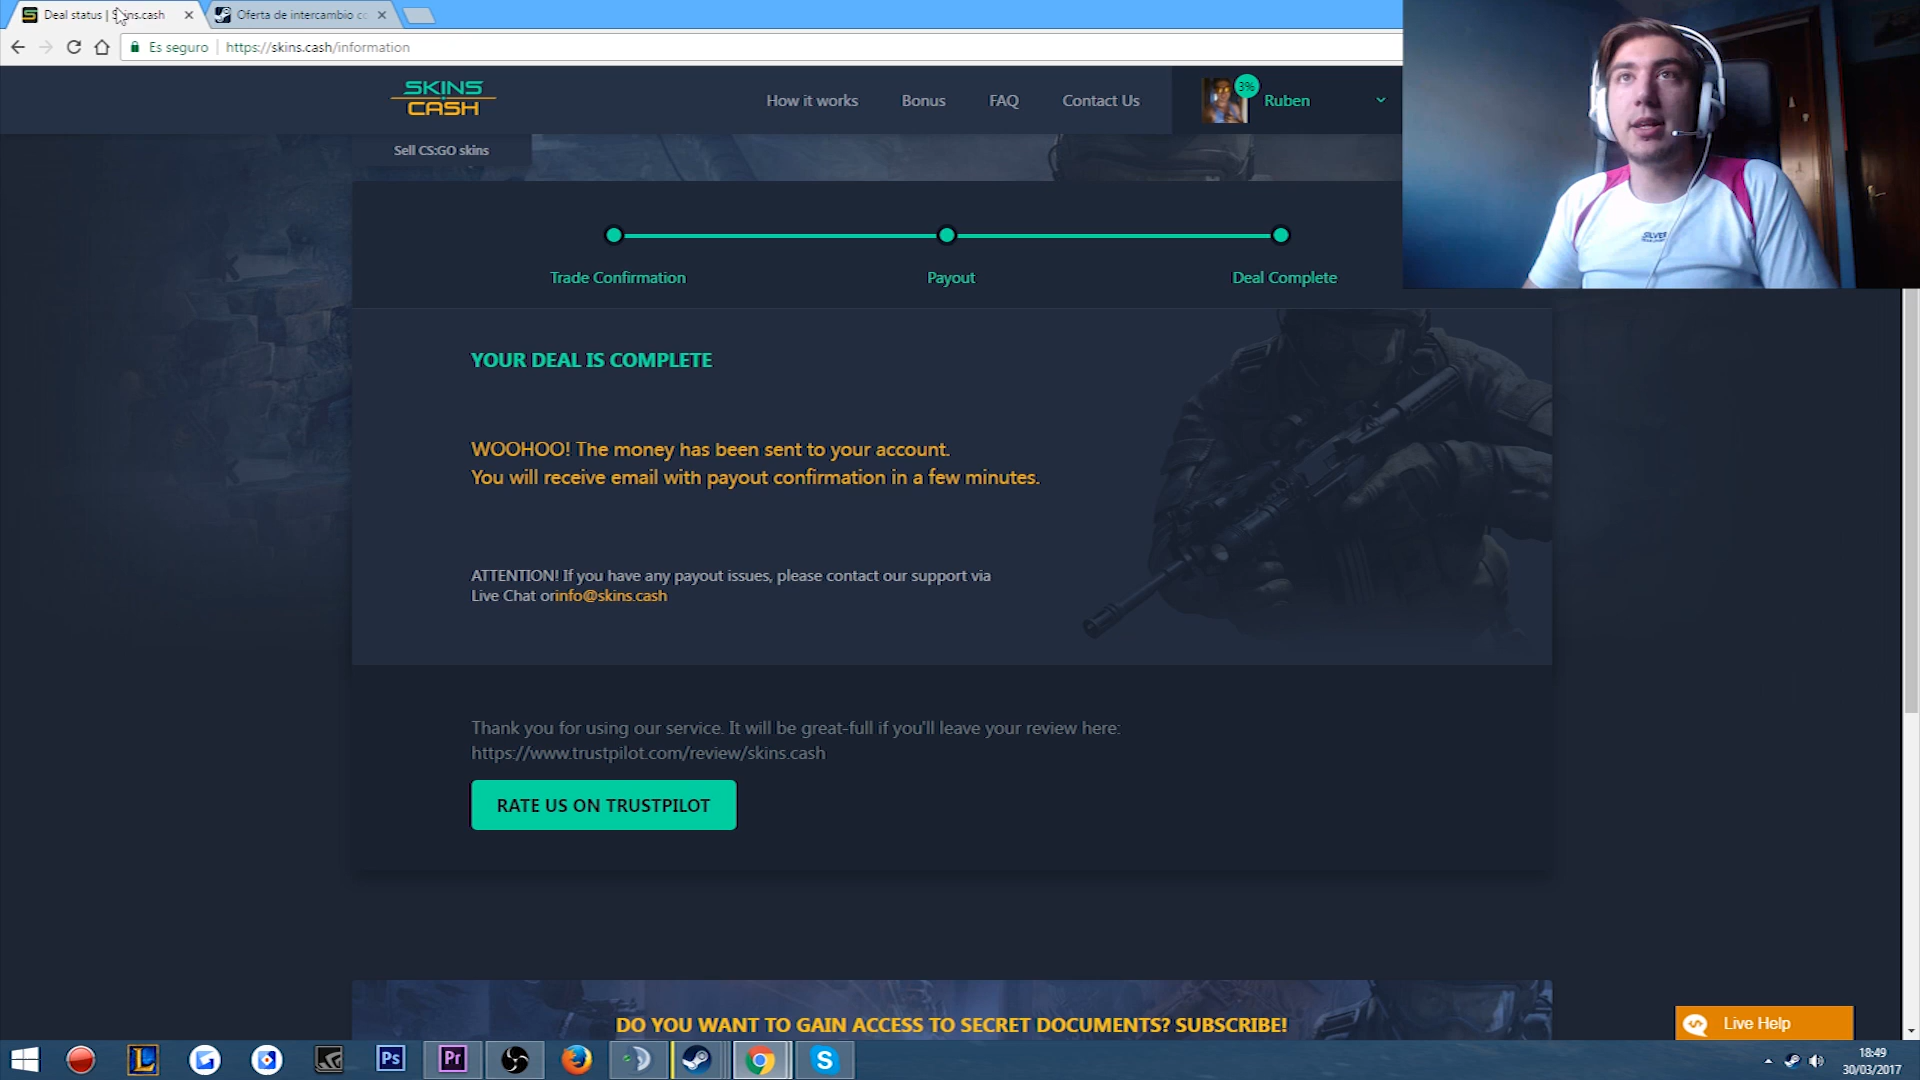 Deal status | Skins.cash
Oferta de intercambio co
Es seguro
https://skins.cash/information
SKINS
CASH
How it works
Bonus
FAQ
Contact Us
3%
Ruben
Sell CS:GO skins
Trade Confirmation
Payout
Deal Complete
YOUR DEAL IS COMPLETE
WOOHOO! The money has been sent to your account.
You will receive email with payout confirmation in a few minutes.
ATTENTION! If you have any payout issues, please contact our support via
Live Chat orinfo@skins.cash
Thank you for using our service. It will be great-full if you'll leave your review here:
https://www.trustpilot.com/review/skins.cash
RATE US ON TRUSTPILOT
DO YOU WANT TO GAIN ACCESS TO SECRET DOCUMENTS? SUBSCRIBE!
Live Help
SILVER
L
Ps
Pr
S
18:49
30/03/2017